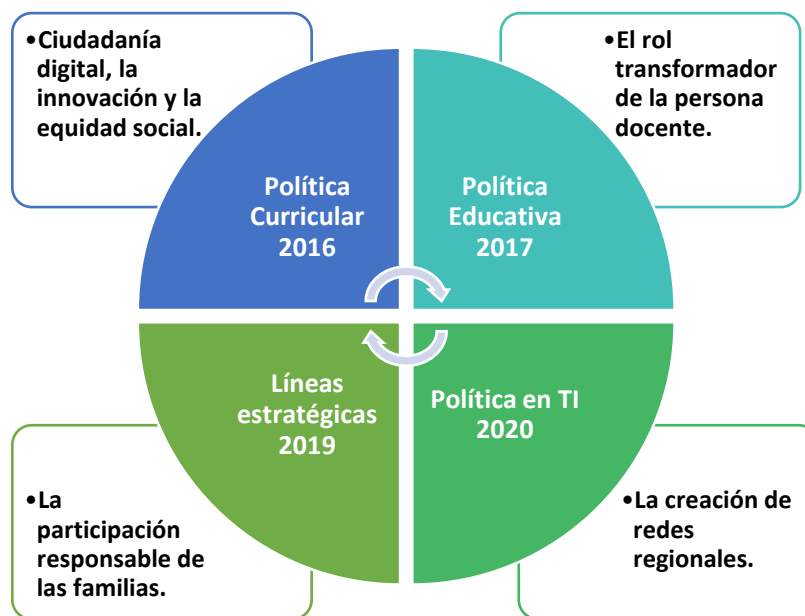 •Ciudadanía
digital, la
innovación y la
equidad social.
•El rol
transformador
de la persona
docente.
Política
Curricular
2016
Política
Educativa
2017
Líneas
estratégicas
2019
Política en TI
2020
•La
participación
responsable de
las familias.
•La creación de
redes
regionales.